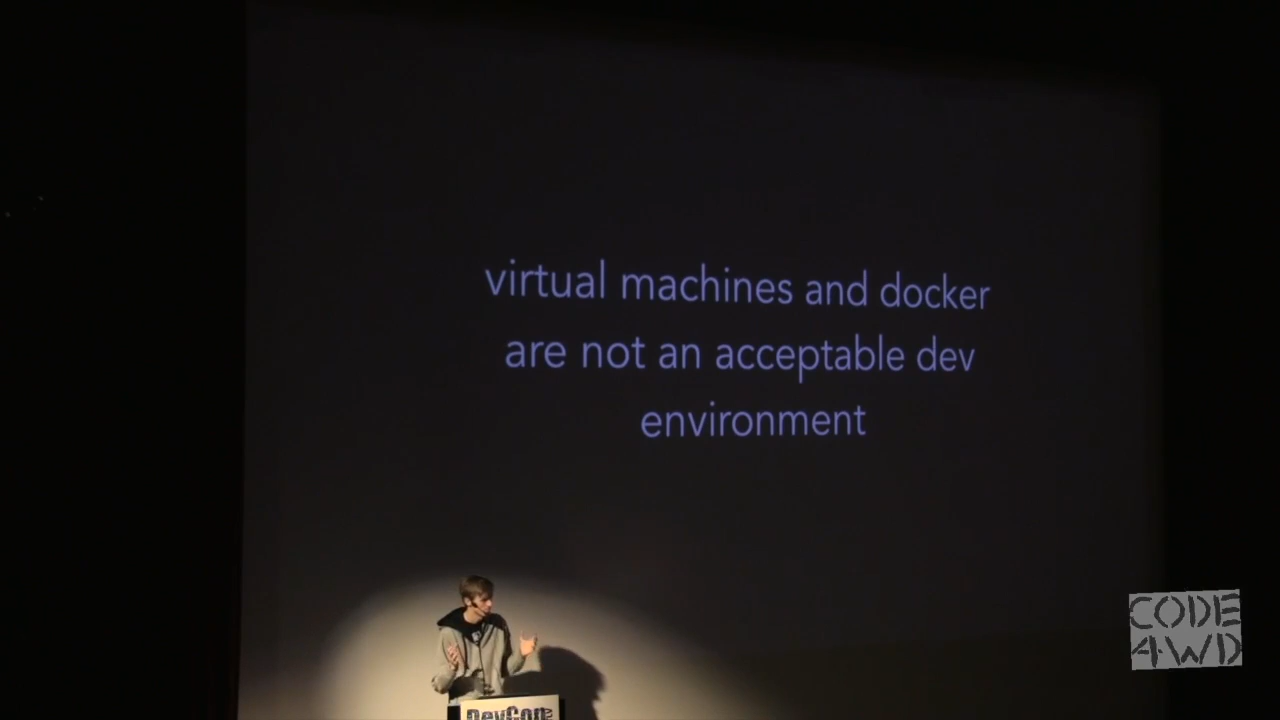 virtual machines and docker
are not an acceptable dev
environment
CODE
4WD
DevCon